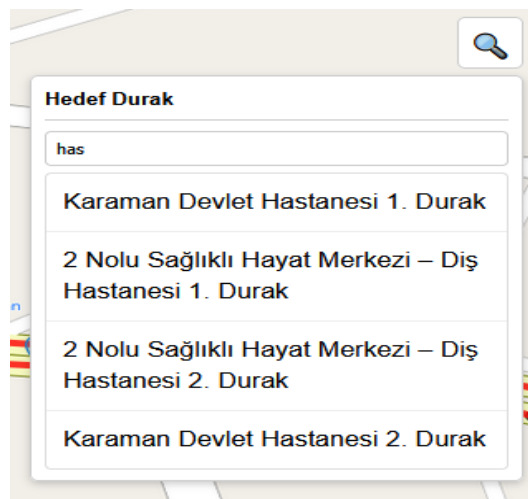 Hedef Durak
has
Karaman Devlet Hastanesi 1. Durak
2 Nolu Sağlıklı Hayat Merkezi – Diş
Hastanesi 1. Durak
2 Nolu Sağlıklı Hayat Merkezi – Diş
Hastanesi 2. Durak
Karaman Devlet Hastanesi 2. Durak